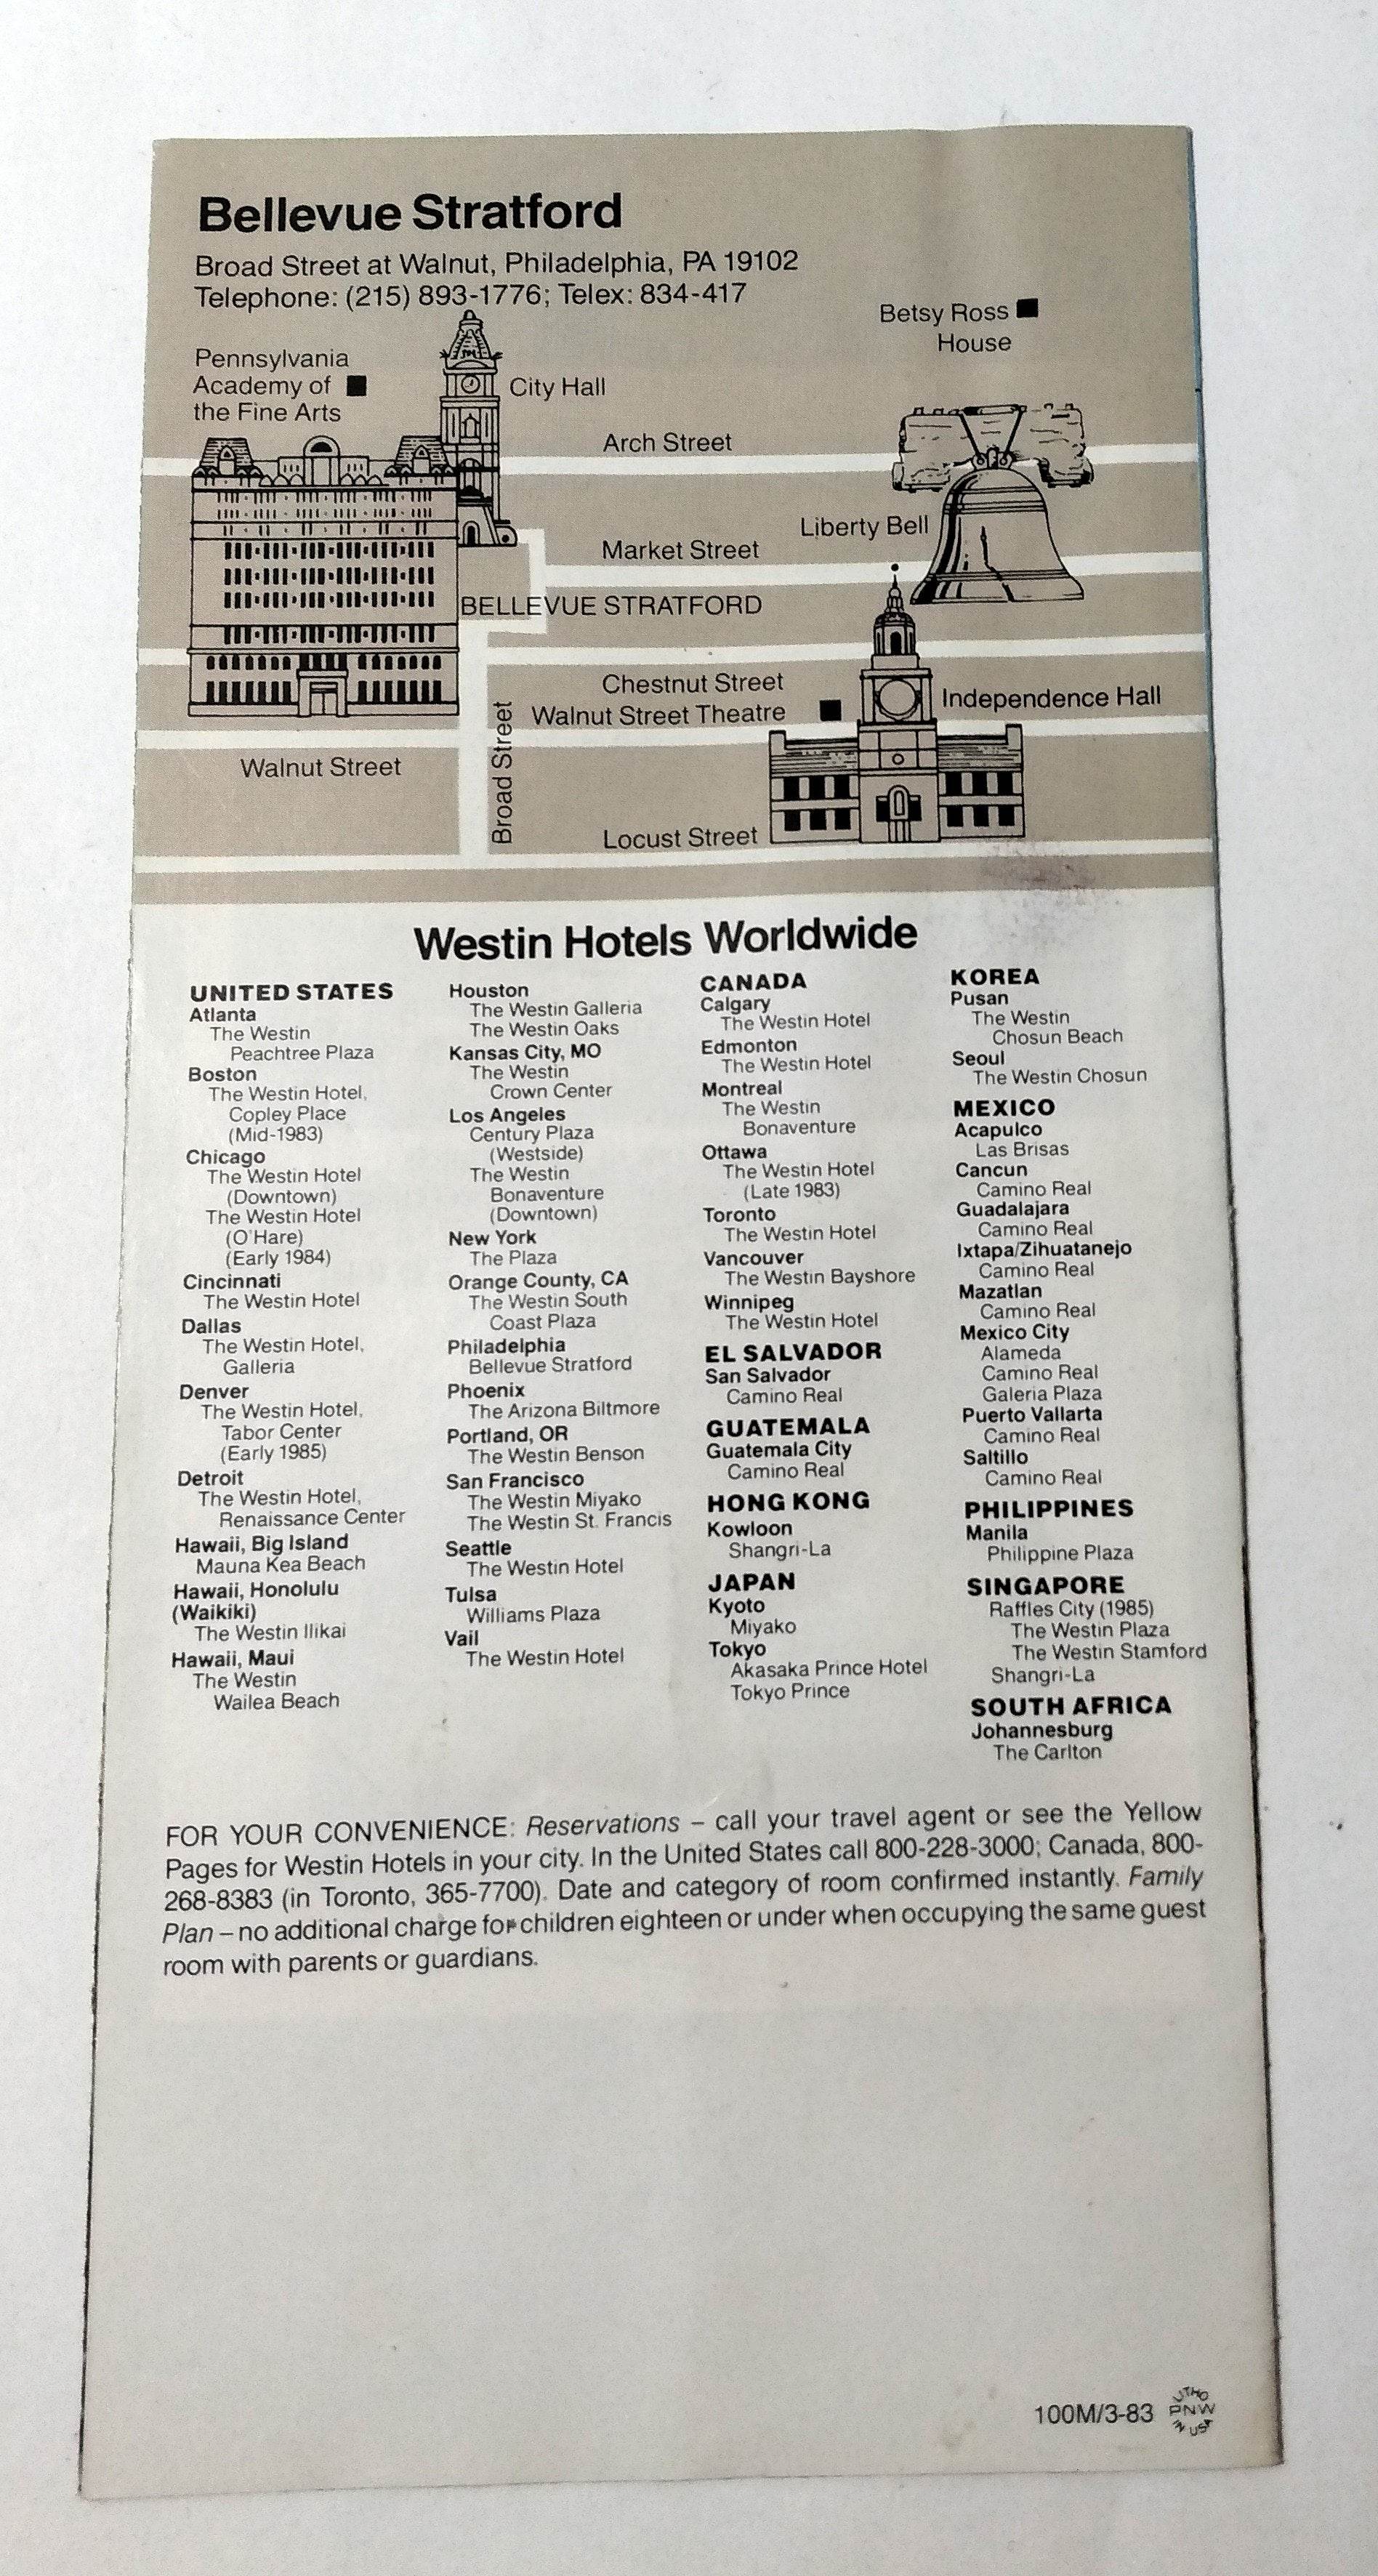 Bellevue Stratford
Broad Street at Walnut, Philadelphia, PA 19102
Telephone: (215) 893-1776; Telex: 834-417
Betsy Ross
House
Pennsylvania
Academy of
the Fine Arts
City Hall
Arch Street
Liberty Bell
Market Street
BELLEVUE STRATFORD
Chestnut Street
Independence Hall
Walnut Street Theatre
Broad Street
Walnut Street
Locust Street
Westin Hotels Worldwide
UNITED STATES
Atlanta
The Westin
Peachtree Plaza
Boston
The Westin Hotel,
Copley Place
(Mid-1983)
Chicago
The Westin Hotel
(Downtown)
The Westin Hotel
(O'Hare)
(Early 1984)
Cincinnati
The Westin Hotel
Dallas
The Westin Hotel,
Galleria
Denver
The Westin Hotel,
Tabor Center
(Early 1985)
Detroit
The Westin Hotel,
Renaissance Center
Hawaii, Big Island
Mauna Kea Beach
Hawaii, Honolulu
(Waikiki)
The Westin Ilikai
Hawaii, Maui
The Westin
Wailea Beach
Houston
The Westin Galleria
The Westin Oaks
Kansas City, MO
The Westin
Crown Center
Los Angeles
Century Plaza
(Westside)
The Westin
Bonaventure
(Downtown)
New York
The Plaza
Orange County, CA
The Westin South
Coast Plaza
Philadelphia
Bellevue Stratford
Phoenix
The Arizona Biltmore
Portland, OR
The Westin Benson
San Francisco
The Westin Miyako
The Westin St. Francis
Seattle
The Westin Hotel
Tulsa
Williams Plaza
Vail
The Westin Hotel
CANADA
Calgary
The Westin Hotel
Edmonton
The Westin Hotel
Montreal
The Westin
Bonaventure
Ottawa
The Westin Hotel
(Late 1983)
Toronto
The Westin Hotel
Vancouver
The Westin Bayshore
Winnipeg
The Westin Hotel
EL SALVADOR
San Salvador
Camino Real
GUATEMALA
Guatemala City
Camino Real
HONG KONG
Kowloon
Shangri-La
JAPAN
Kyoto
Miyako
Tokyo
Akasaka Prince Hotel
Tokyo Prince
KOREA
Pusan
The Westin
Chosun Beach
Seoul
The Westin Chosun
MEXICO
Acapulco
Las Brisas
Cancun
Camino Real
Guadalajara
Camino Real
Ixtapa/Zihuatanejo
Camino Real
Mazatlan
Camino Real
Mexico City
Alameda
Camino Real
Galeria Plaza
Puerto Vallarta
Camino Real
Saltillo
Camino Real
PHILIPPINES
Manila
Philippine Plaza
SINGAPORE
Raffles City (1985)
The Westin Plaza
The Westin Stamford
Shangri-La
SOUTH AFRICA
Johannesburg
The Carlton
FOR YOUR CONVENIENCE: Reservations – call your travel agent or see the Yellow
Pages for Westin Hotels in your city. In the United States call 800-228-3000; Canada, 800-
268-8383 (in Toronto, 365-7700). Date and category of room confirmed instantly. Family
Plan – no additional charge for children eighteen or under when occupying the same guest
room with parents or guardians.
100M/3-83
LITHO
PNW
IN USA